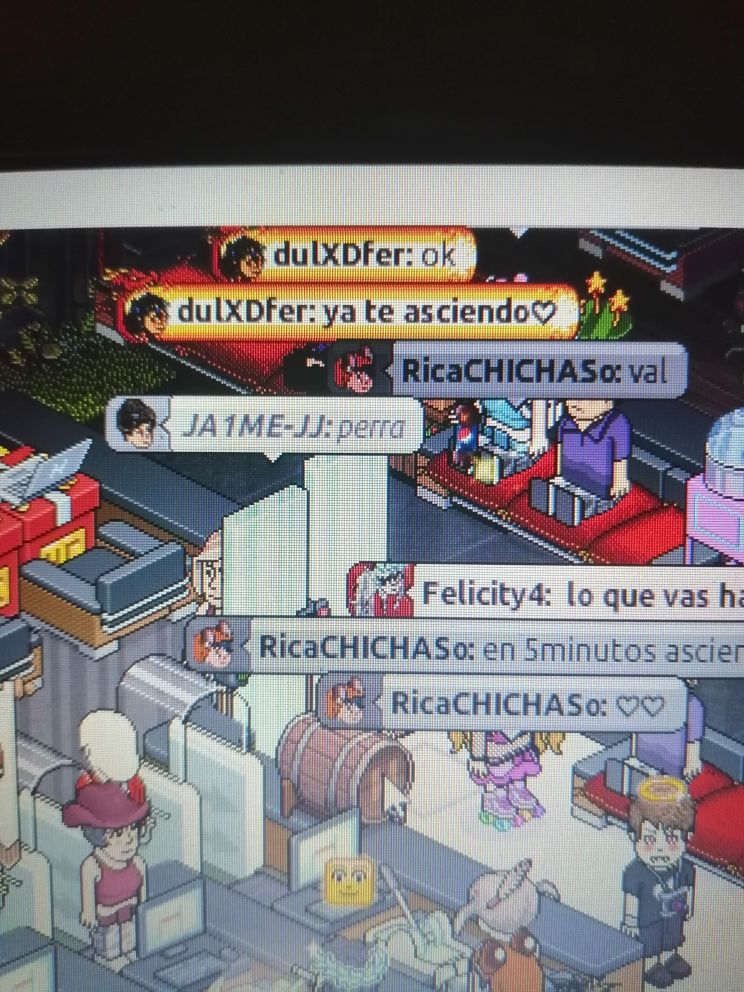 dulXDfer: ok
dulXDfer: ya te asciendo♡
RicaCHICHASo: val
JA1ME-JJ: perra
Felicity4: lo que vas ha
RicaCHICHASo: en 5minutos ascien
RicaCHICHASo: ♡♡